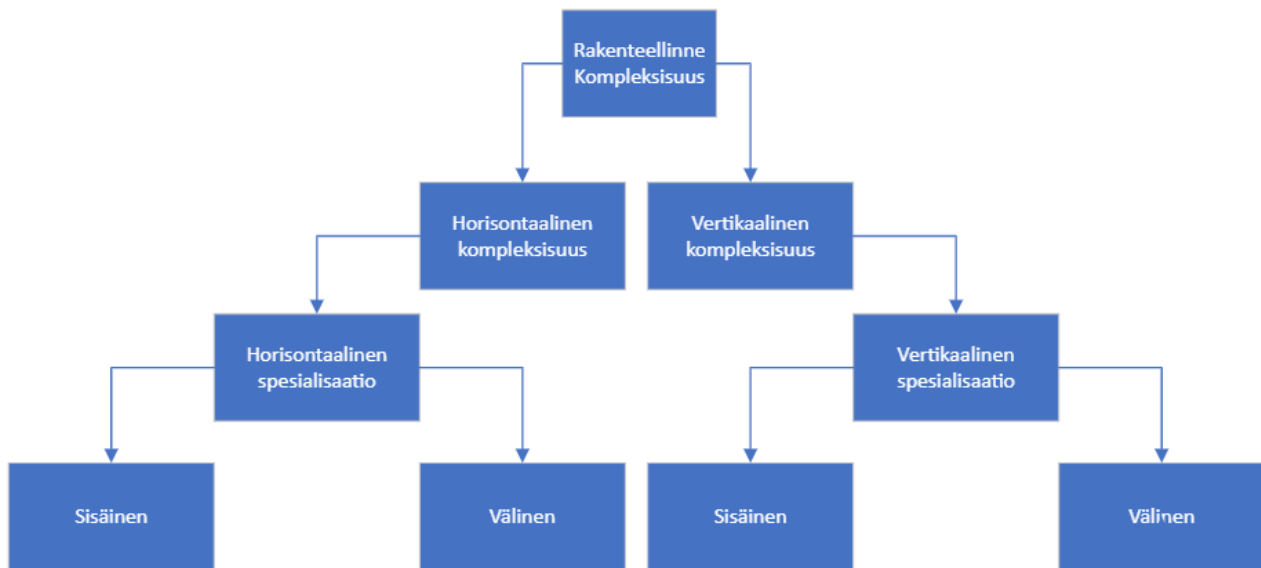 Rakenteellinne
Kompleksisuus
Horisontaalinen
kompleksisuus
Vertikaalinen
kompleksisuus
Horisontaalinen
spesialisaatio
Vertikaalinen
spesialisaatio
Sisäinen
Välinen
Sisäinen
Välinen